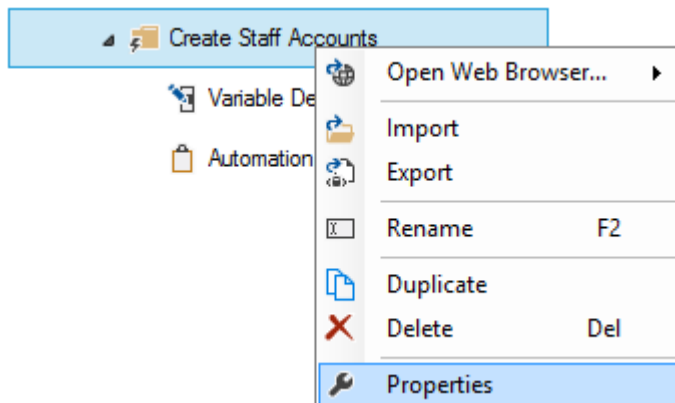 Create Staff Accounts
Open Web Browser...
Variable De
Import
Automation
Export
Rename F2
Duplicate
Delete Del
Properties